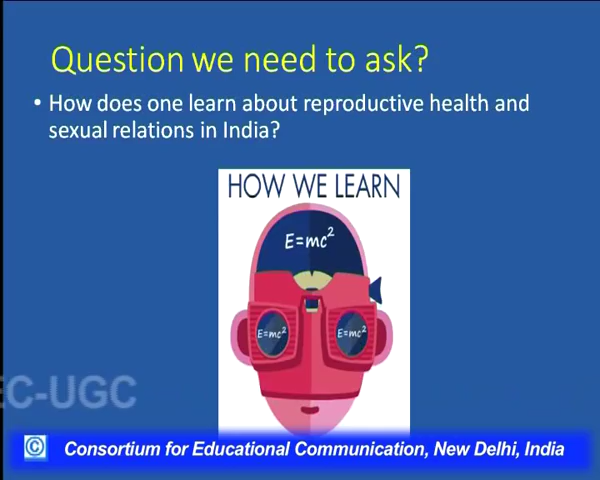 Question we need to ask?
• How does one learn about reproductive health and
sexual relations in India?
HOW WE LEARN
E=mc²
E=mc² E=mc²
EC-UGC
© Consortium for Educational Communication, New Delhi, India